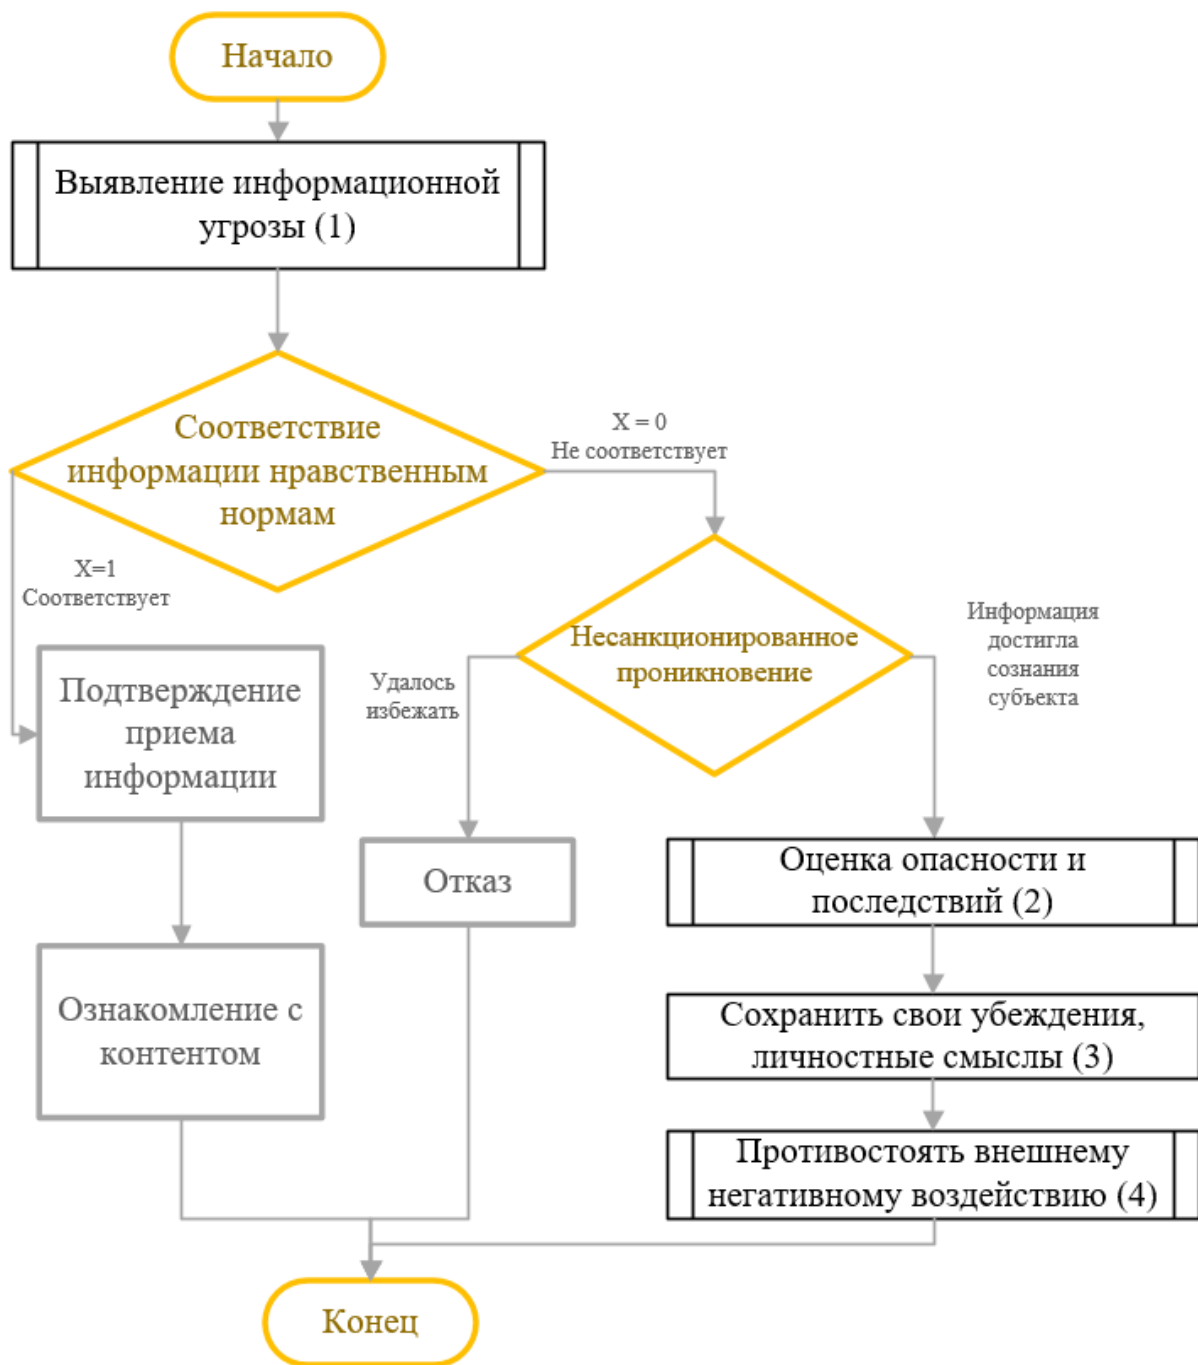 Начало
Выявление информационной
угрозы (1)
Соответствие
информации нравственным
нормам
X = 0
Не соответствует
X=1
Соответствует
Несанкционированное
проникновение
Удалось
избежать
Информация
достигла
сознания
субъекта
Подтверждение
приема
информации
Отказ
Оценка опасности и
последствий (2)
Ознакомление с
контентом
Сохранить свои убеждения,
личностные смыслы (3)
Противостоять внешнему
негативному воздействию (4)
Конец